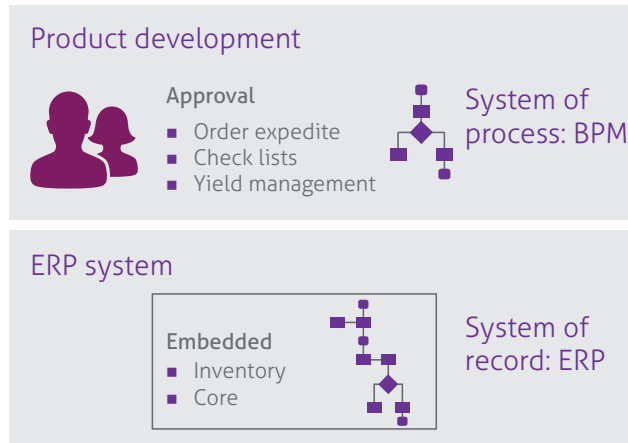 Product development
Approval
Order expedite
Check lists
Yield management
System of
process: BPM
ERP system
Embedded
Inventory
Core
System of
record: ERP